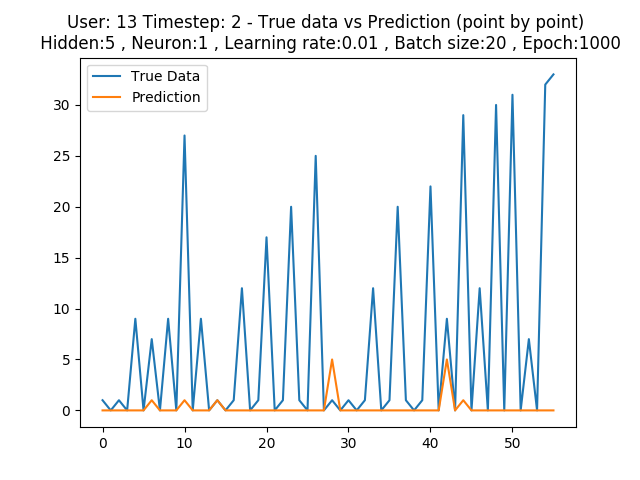 User: 13 Timestep: 2 - True data vs Prediction (point by point)
Hidden:5 , Neuron:1 , Learning rate:0.01 , Batch size:20 , Epoch:1000
True Data
Prediction
30
25
20
15
10
5
0
0 10 20 30 40 50